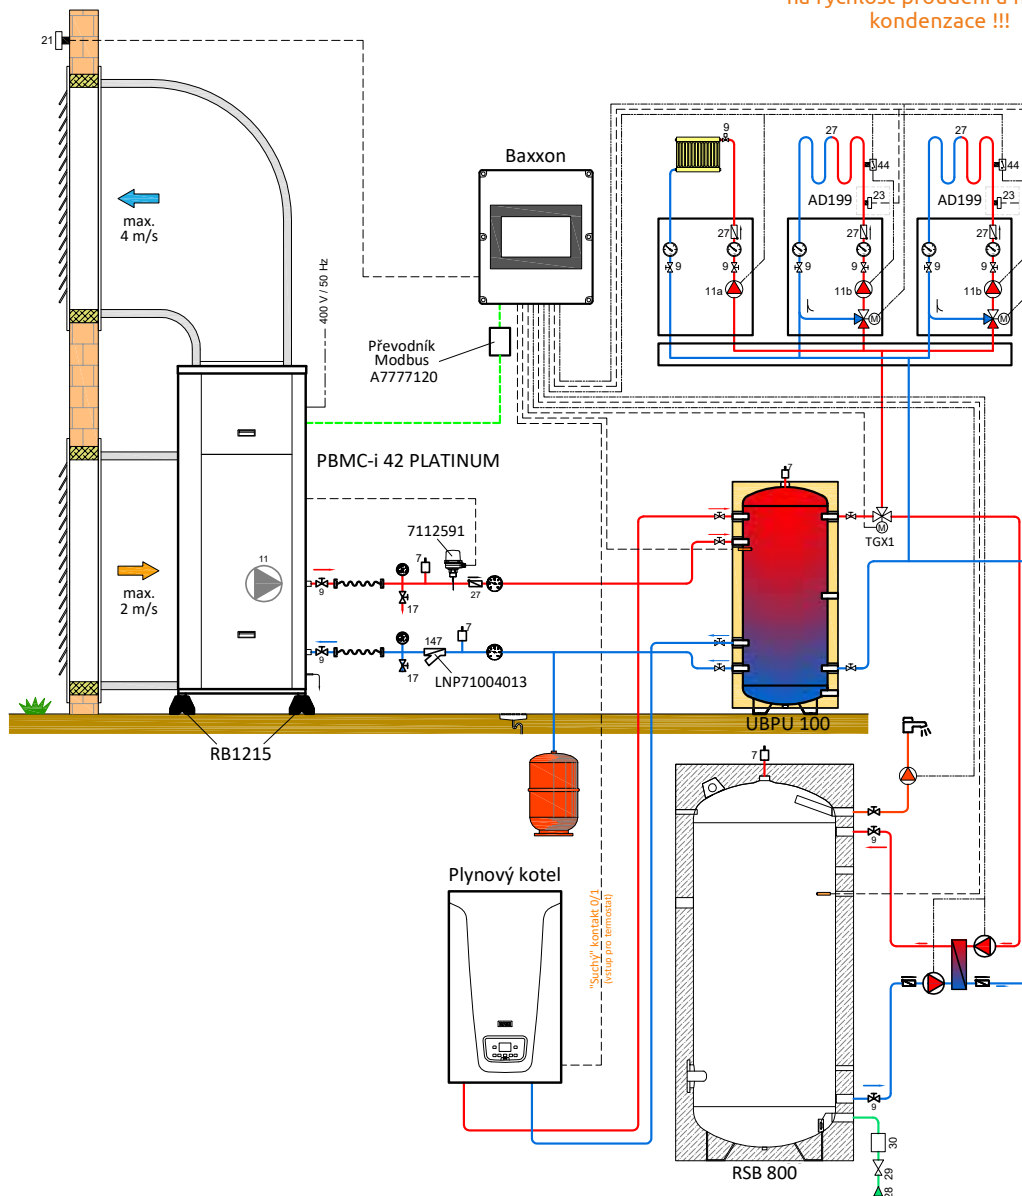 na rychlost proudění a
kondenzace !!!
21
Baxxon
max.
4 m/s
400 V / 50 Hz
Převodník
Modbus
A7777120
9
27
44
23
AD199
27
44
23
AD199
27
9
9
11a
27
9
9
11b
M
27
9
9
11b
M
PBMC-i 42 PLATINUM
7112591
7
7
M
TGX1
11
max.
2 m/s
9
17
27
9
17
147
7
LNP71004013
RB1215
UBPU 100
7
Plynový kotel
"Suchý" kontakt 0/1
(vstup pro termostat)
9
9
30
29
28
RSB 800